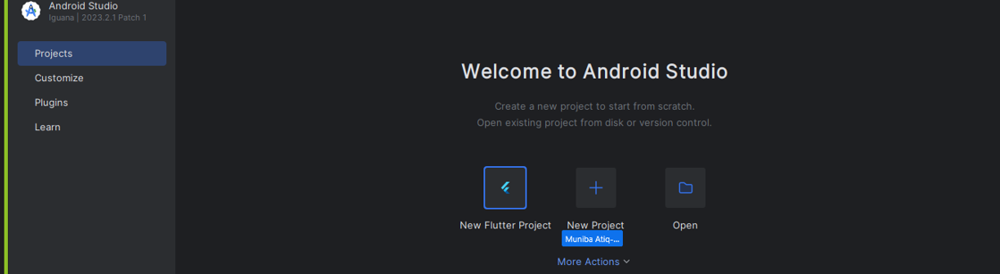 Android Studio
Iguana | 2023.2.1 Patch 1
Projects
Customize
Plugins
Learn
Welcome to Android Studio
Create a new project to start from scratch.
Open existing project from disk or version control.
New Flutter Project
New Project
Open
Muniba Atiq-...
More Actions